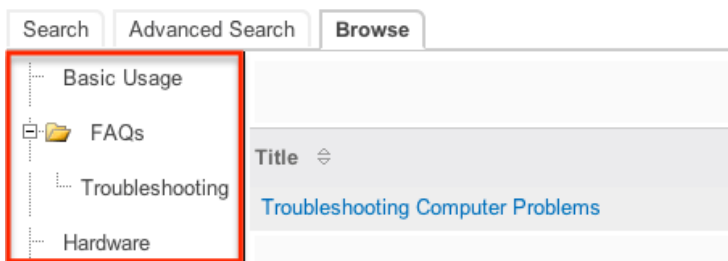 Search Advanced Search Browse
Basic Usage
FAQs
Title
Troubleshooting
Troubleshooting Computer Problems
Hardware